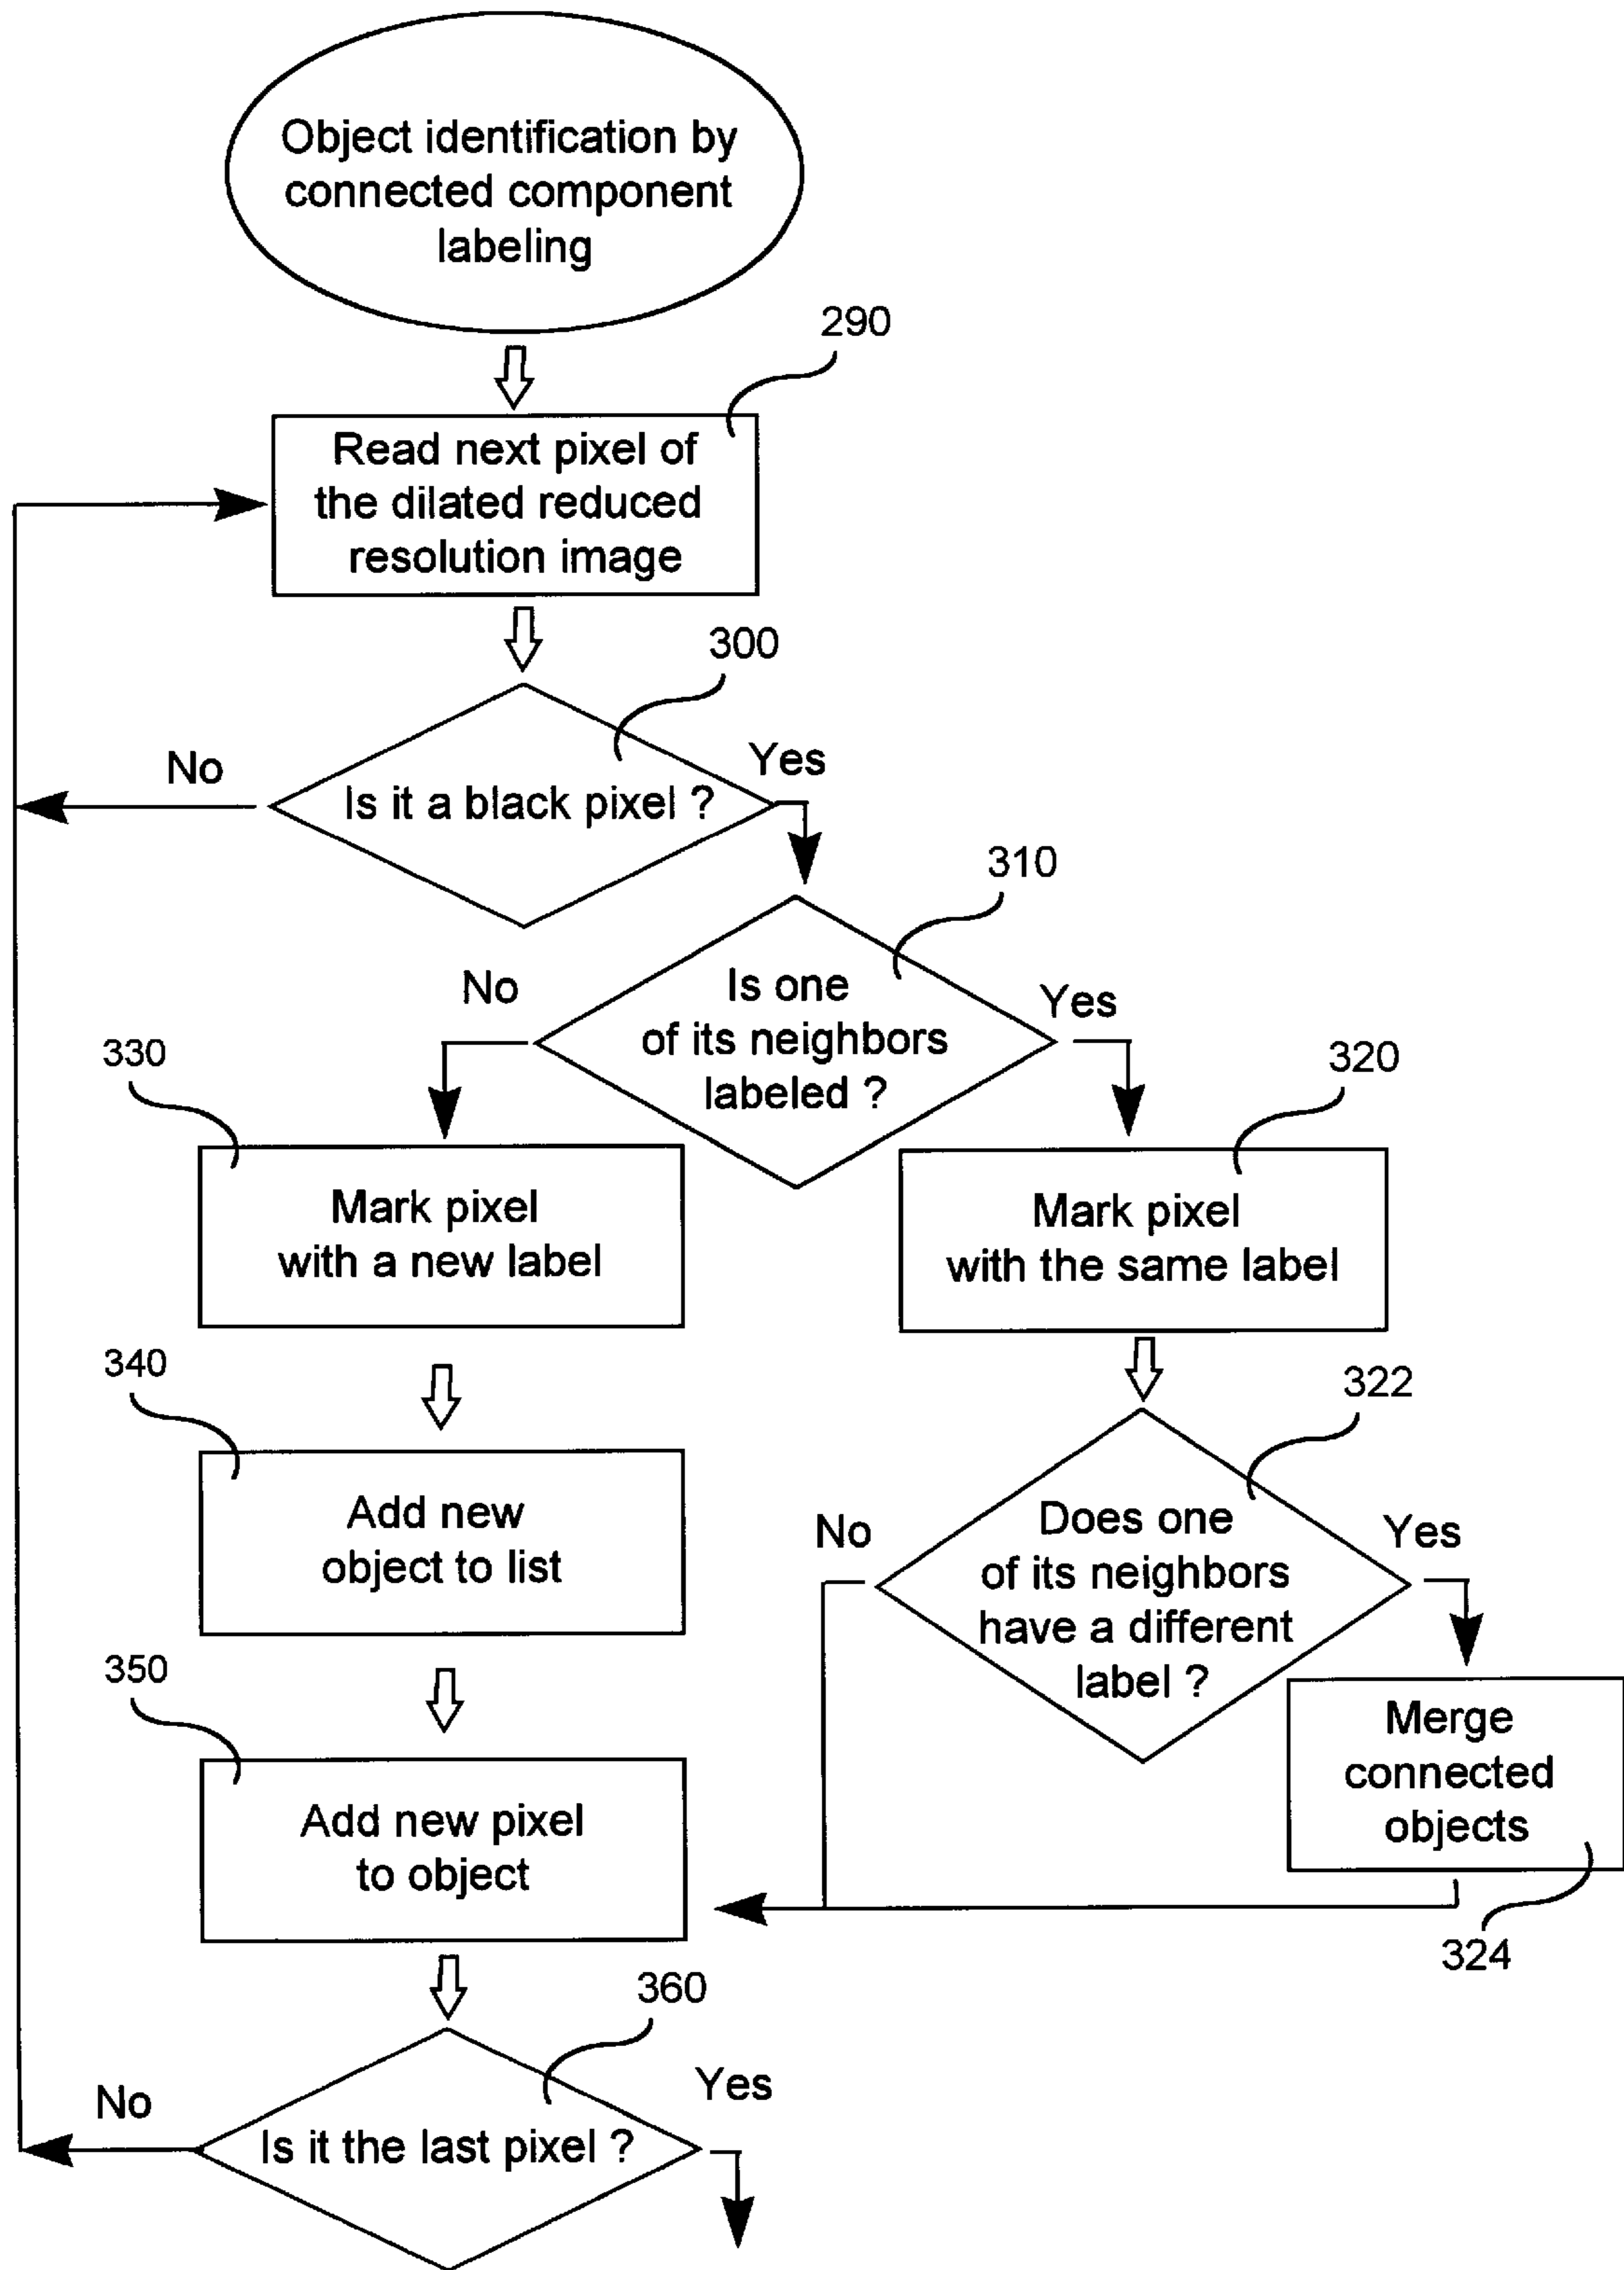 Object identification by
connected component
labeling
290
Read next pixel of
the dilated reduced
resolution image
300
No
Yes
Is it a black pixel ?
310
No
Is one
of its neighbors
labeled ?
Yes
330
320
Mark pixel
with a new label
Mark pixel
with the same label
340
322
Add new
object to list
No
Does one
of its neighbors
have a different
label ?
Yes
350
Merge
connected
objects
Add new pixel
to object
324
360
No
Yes
Is it the last pixel ?